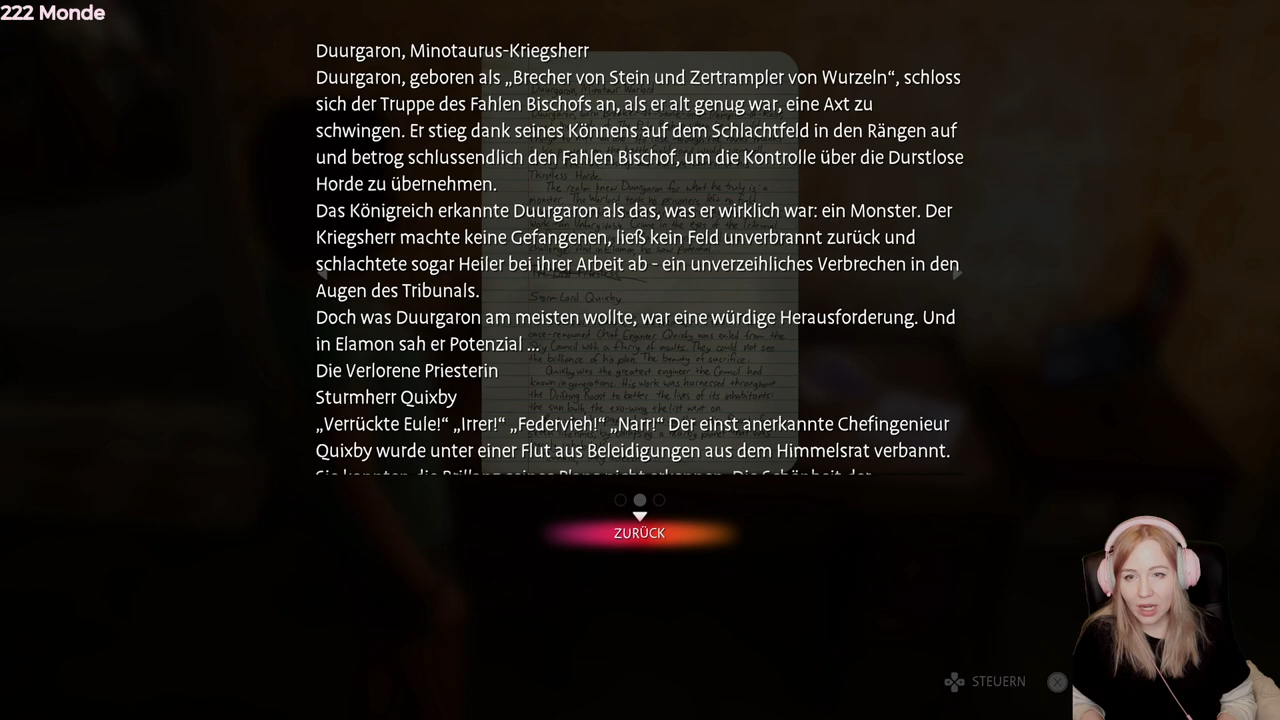 222 Monde
Duurgaron, Minotaurus-Kriegsherr
Duurgaron, geboren als „Brecher von Stein und Zertrampler von Wurzeln“, schloss
sich der Truppe des Fahlen Bischofs an, als er alt genug war, eine Axt zu
schwingen. Er stieg dank seines Könnens auf dem Schlachtfeld in den Rängen auf
und betrog schlussendlich den Fahlen Bischof, um die Kontrolle über die Durstlose
Horde zu übernehmen.
Das Königreich erkannte Duurgaron als das, was er wirklich war: ein Monster. Der
Kriegsherr machte keine Gefangenen, ließ kein Feld unverbrannt zurück und
schlachtete sogar Heiler bei ihrer Arbeit ab - ein unverzeihliches Verbrechen in den
Augen des Tribunals.
Doch was Duurgaron am meisten wollte, war eine würdige Herausforderung. Und
in Elamon sah er Potenzial ...
Die Verlorene Priesterin
Sturmherr Quixby
„Verrückte Eule!“ „Irrer!“ „Federvieh!“ „Narr!“ Der einst anerkannte Chefingenieur
Quixby wurde unter einer Flut aus Beleidigungen aus dem Himmelsrat verbannt.
ZURÜCK
STEUERN